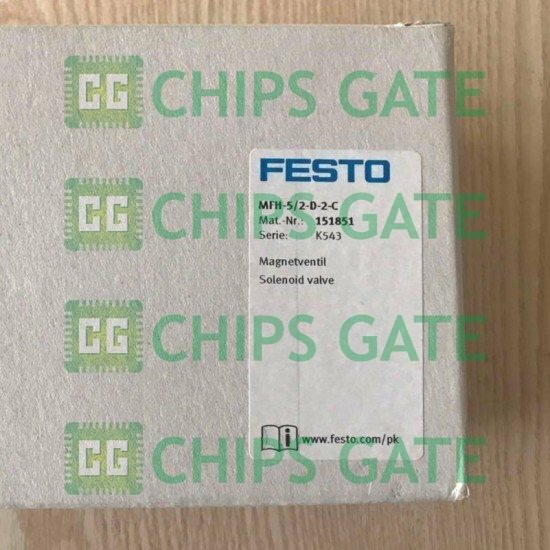 CG CHIPS GATE
FESTO
MFH-5/2-D-2-C
Mat.-Nr.: 151851
Serie: K543
CG CHIPS GATE
Magnetventil
Solenoid valve
CG CHIPS GATE
www.festo.com/pk
CG CHIPS GATE